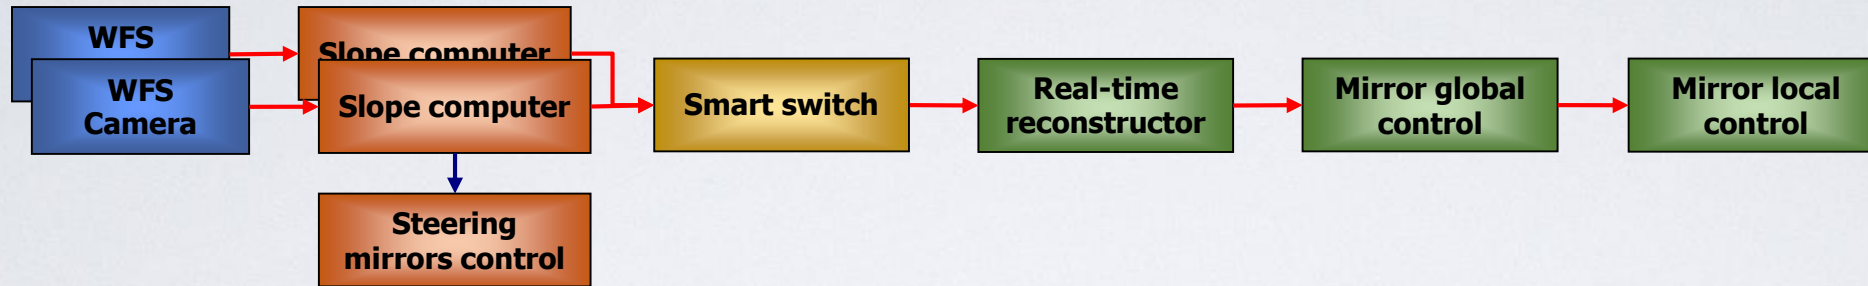 WFS
Slope computer
WFS
Camera
Slope computer
Smart switch
Real-time
reconstructor
Mirror global
control
Mirror local
control
Steering
mirrors control